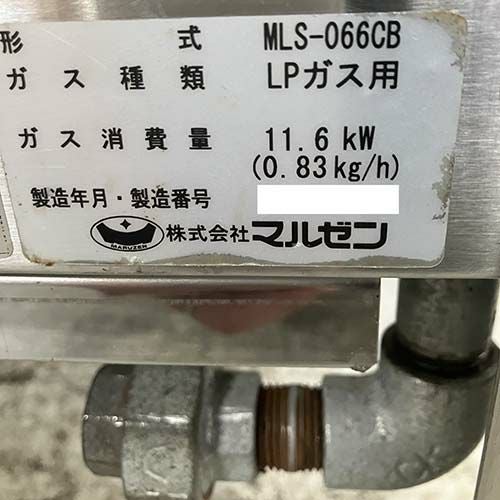 形式 MLS-066CB
ガス種類 LPガス用
ガス消費量 11.6 kW
(0.83kg/h)
製造年月・製造番号
MARUZEN 株式会社マルゼン